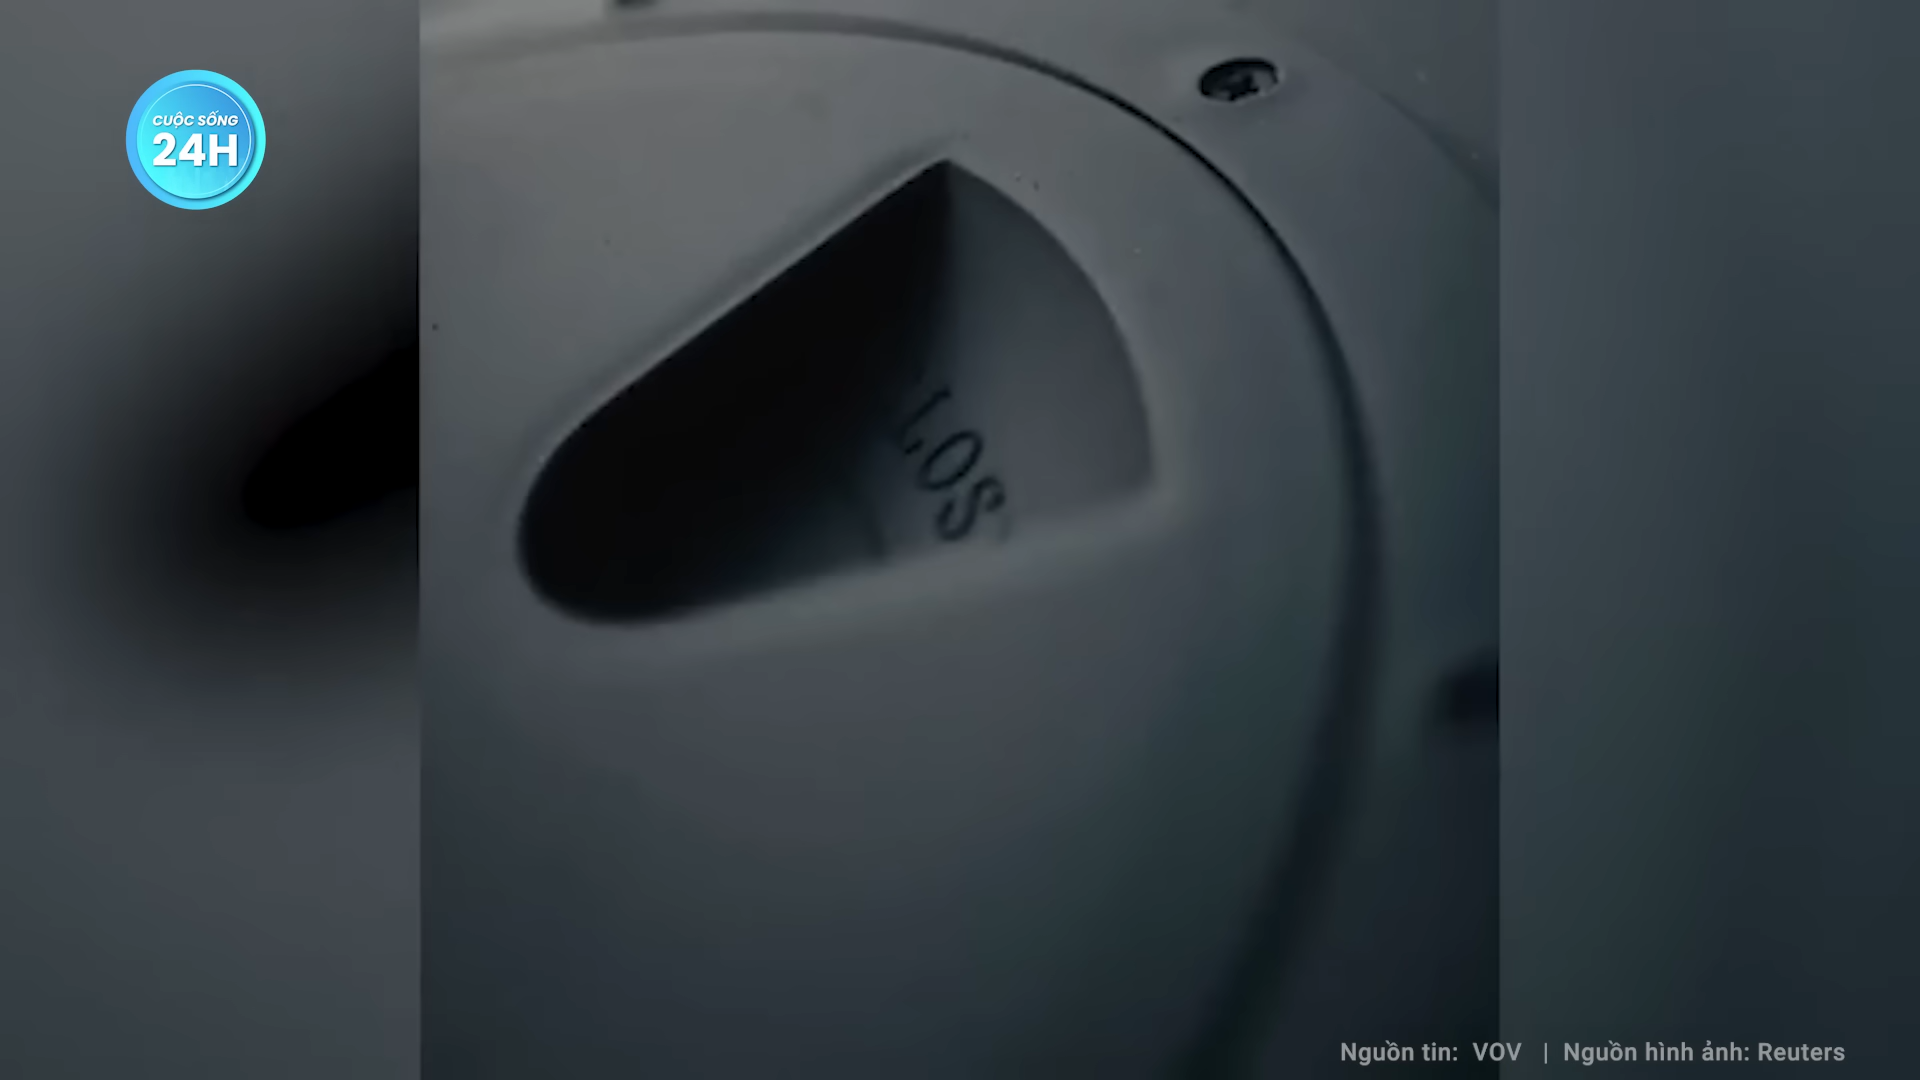 CUỘC SỐNG
24H
LOS
Nguồn tin: VOV | Nguồn hình ảnh: Reuters